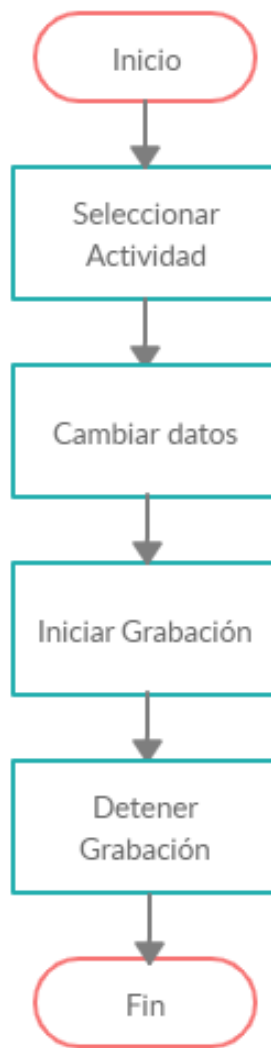 Inicio
Seleccionar
Actividad
Cambiar datos
Iniciar Grabación
Detener
Grabación
Fin